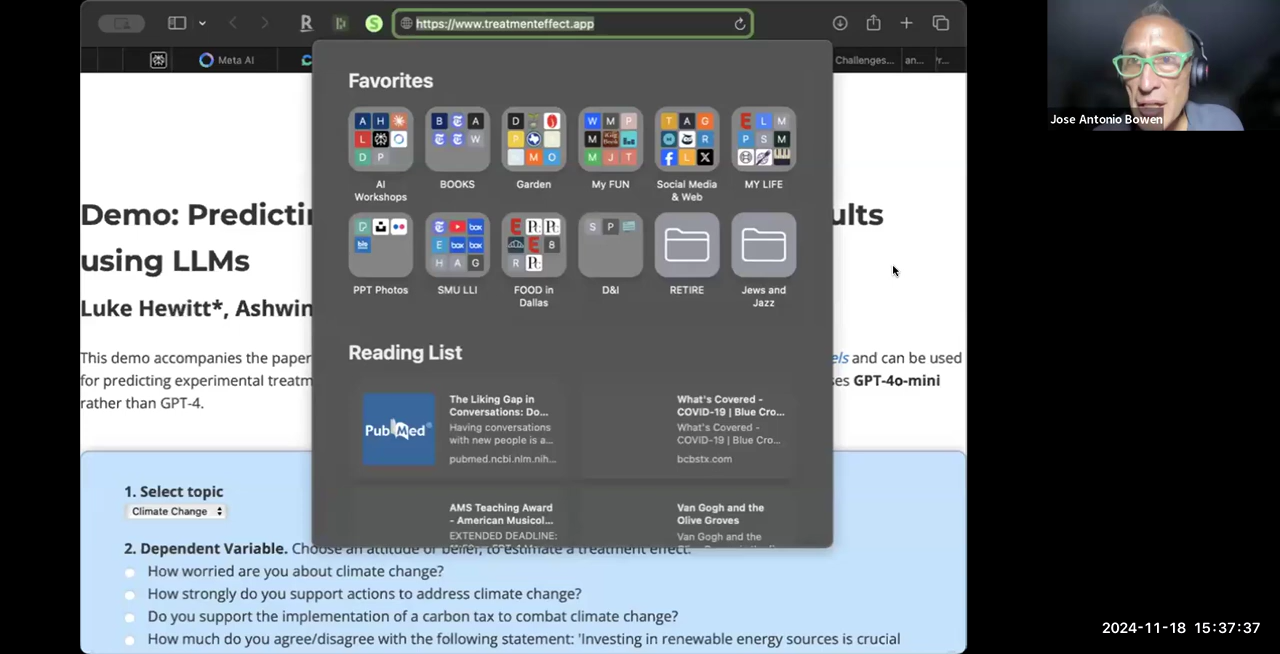 https://www.treatmenteffect.app
Meta AI
Challenges...
an...
Jose Antonio Bowen
Favorites
AI Workshops
BOOKS
Garden
My FUN
Social Media & Web
MY LIFE
PPT Photos
SMU LLI
FOOD in Dallas
D&I
RETIRE
Jews and Jazz
Reading List
PubMed
The Liking Gap in
Conversations: Do...
Having conversations
with new people is a...
pubmed.ncbi.nlm.nih...
What's Covered -
COVID-19 | Blue Cro...
What's Covered -
COVID-19 | Blue Cro...
bcbstx.com
AMS Teaching Award
- American Musicol...
EXTENDED DEADLINE:
Van Gogh and the
Olive Groves
Van Gogh and the
Demo: Predicti ults
using LLMs
Luke Hewitt*, Ashwin
This demo accompanies the paper els and can be used
for predicting experimental treatm ses GPT-4o-mini
rather than GPT-4.
1. Select topic
Climate Change
2. Dependent Variable. Choose an attitude or belief, to estimate a treatment effect.
How worried are you about climate change?
How strongly do you support actions to address climate change?
Do you support the implementation of a carbon tax to combat climate change?
How much do you agree/disagree with the following statement: 'Investing in renewable energy sources is crucial
2024-11-18 15:37:37